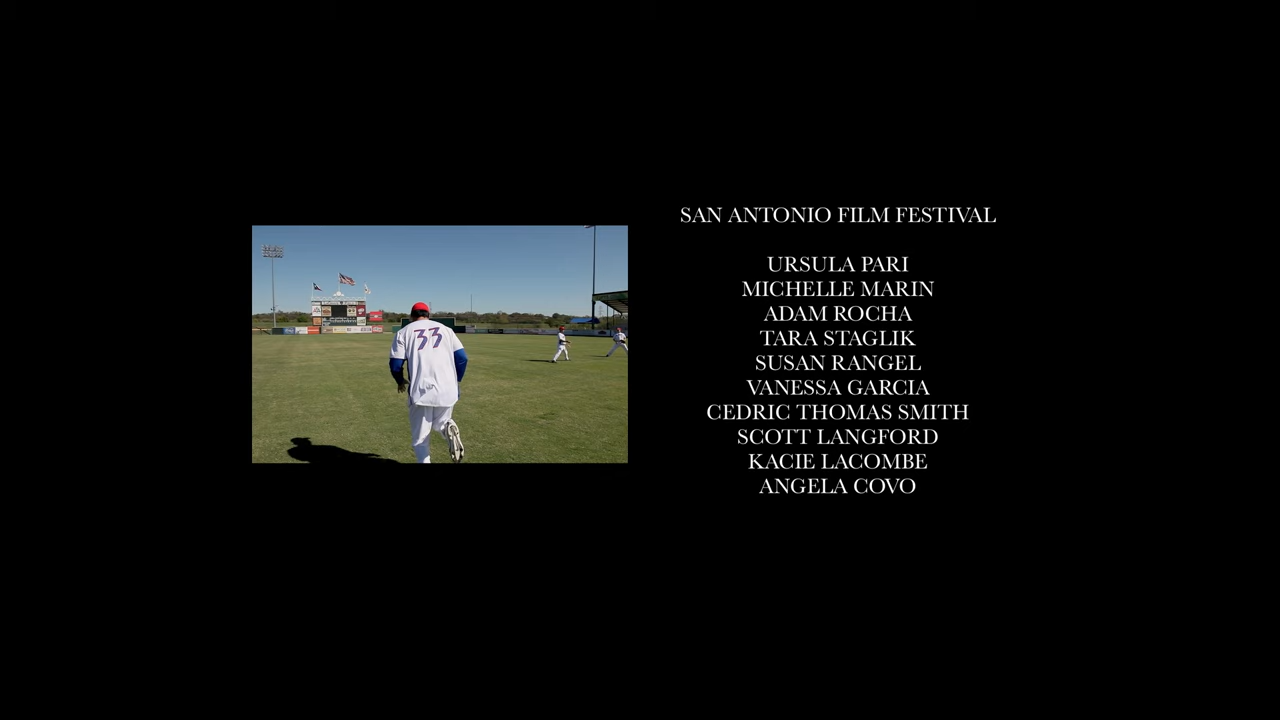 33
SAN ANTONIO FILM FESTIVAL
URSULA PARI
MICHELLE MARIN
ADAM ROCHA
TARA STAGLIK
SUSAN RANGEL
VANESSA GARCIA
CEDRIC THOMAS SMITH
SCOTT LANGFORD
KACIE LACOMBE
ANGELA COVO